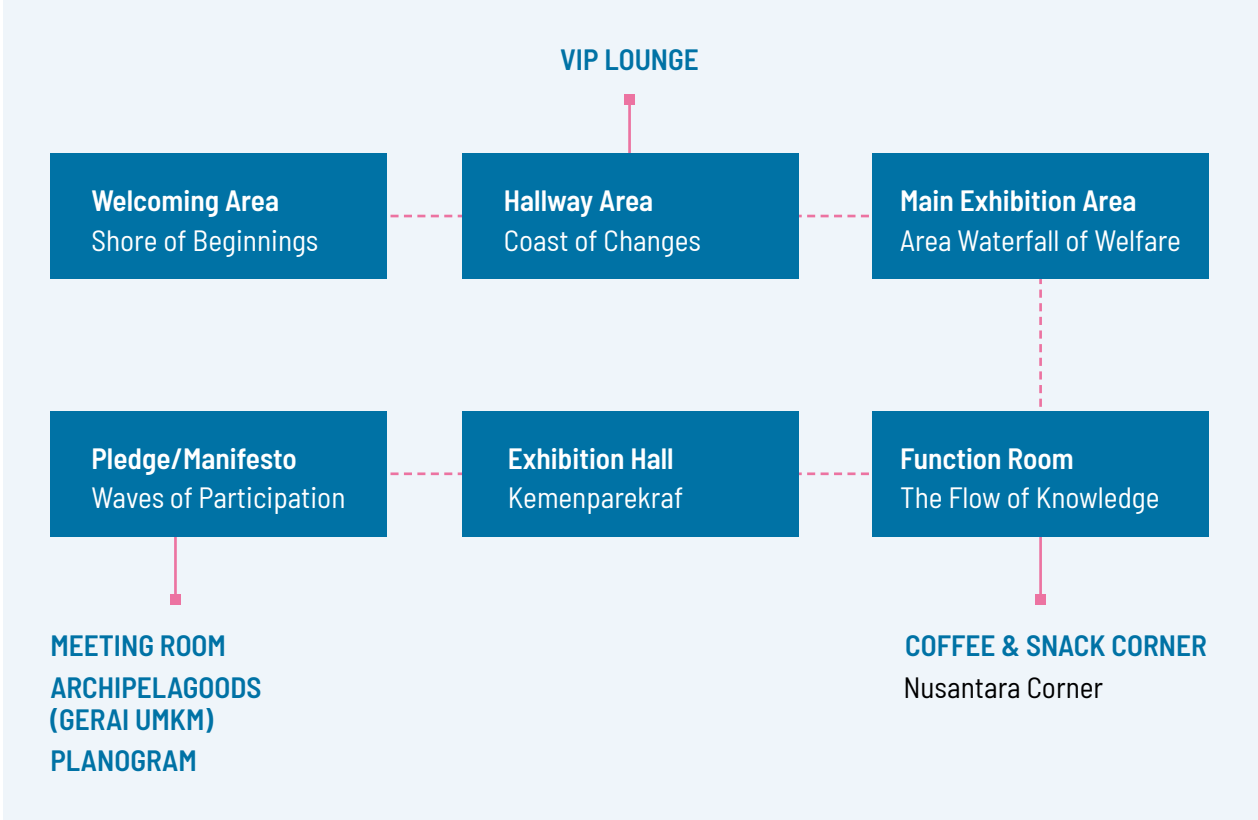 VIP LOUNGE
Welcoming Area
Shore of Beginnings
Hallway Area
Coast of Changes
Main Exhibition Area
Area Waterfall of Welfare
Pledge/Manifesto
Waves of Participation
Exhibition Hall
Kemenparekraf
Function Room
The Flow of Knowledge
MEETING ROOM
ARCHIPELAGOODS
(GERAI UMKM)
PLANOGRAM
COFFEE & SNACK CORNER
Nusantara Corner